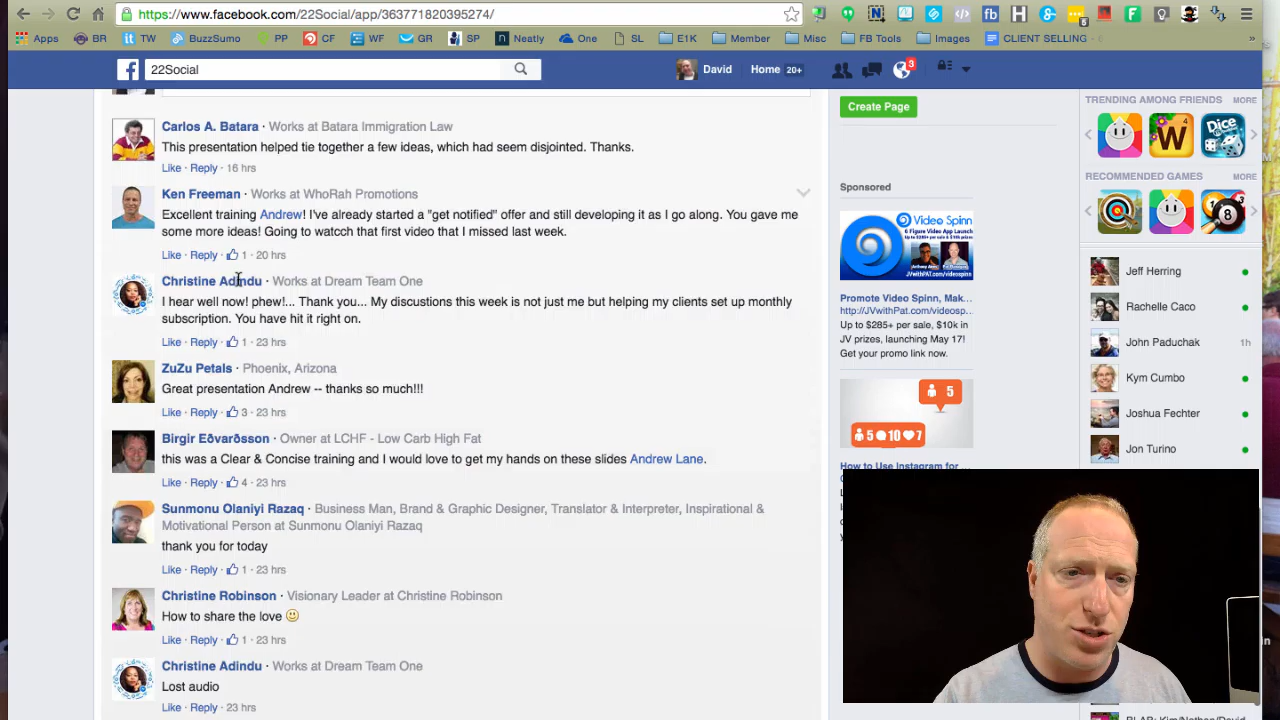 https://www.facebook.com/22Social/app/363771820395274/
Apps BR TW BuzzSumo PP CF WF GR SP Neatly One SL E1K Member Misc FB Tools Images CLIENT SELLING - »
22Social David Home 20+ 3
Carlos A. Batara · Works at Batara Immigration Law
This presentation helped tie together a few ideas, which had seem disjointed. Thanks.
Like · Reply · 16 hrs
Ken Freeman · Works at WhoRah Promotions
Excellent training Andrew! I've already started a "get notified" offer and still developing it as I go along. You gave me
some more ideas! Going to watcch that first video that I missed last week.
Like · Reply · 1 · 20 hrs
Christine Adindu · Works at Dream Team One
I hear well now! phew!... Thank you... My discustions this week is not just me but helping my clients set up monthly
subscription. You have hit it right on.
Like · Reply · 1 · 23 hrs
ZuZu Petals · Phoenix, Arizona
Great presentation Andrew -- thanks so much!!!
Like · Reply · 3 · 23 hrs
Birgir Eðvarðsson · Owner at LCHF - Low Carb High Fat
this was a Clear & Concise training and I would love to get my hands on these slides Andrew Lane.
Like · Reply · 4 · 23 hrs
Sunmonu Olaniyi Razaq · Business Man, Brand & Graphic Designer, Translator & Interpreter, Inspirational &
Motivational Person at Sunmonu Olaniyi Razaq
thank you for today
Like · Reply · 1 · 23 hrs
Christine Robinson · Visionary Leader at Christine Robinson
How to share the love
Like · Reply · 1 · 23 hrs
Christine Adindu · Works at Dream Team One
Lost audio
Like · Reply · 23 hrs
Create Page
Sponsored
Video Spinn
6 Figure Video App Launch
JVwithPat.com/videospinn
Promote Video Spinn, Mak...
http://JVwithPat.com/videosp...
Up to $285+ per sale, $10k in
JV prizes, launching May 17!
Get your promo link now.
5
5 10 7
How to Use Instagram for ...
TRENDING AMONG FRIENDS MORE
W
Dice
RECOMMENDED GAMES MORE
8
Jeff Herring
Rachelle Caco
John Paduchak 1h
Kym Cumbo
Joshua Fechter
Jon Turino